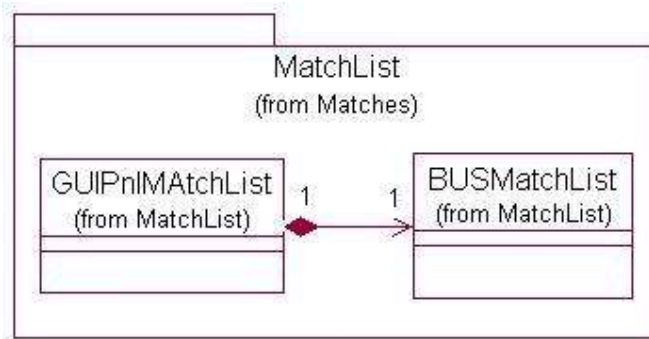 MatchList
(from Matches)
GUIPnlMAtchList
(from MatchList)
1
1
BUSMatchList
(from MatchList)